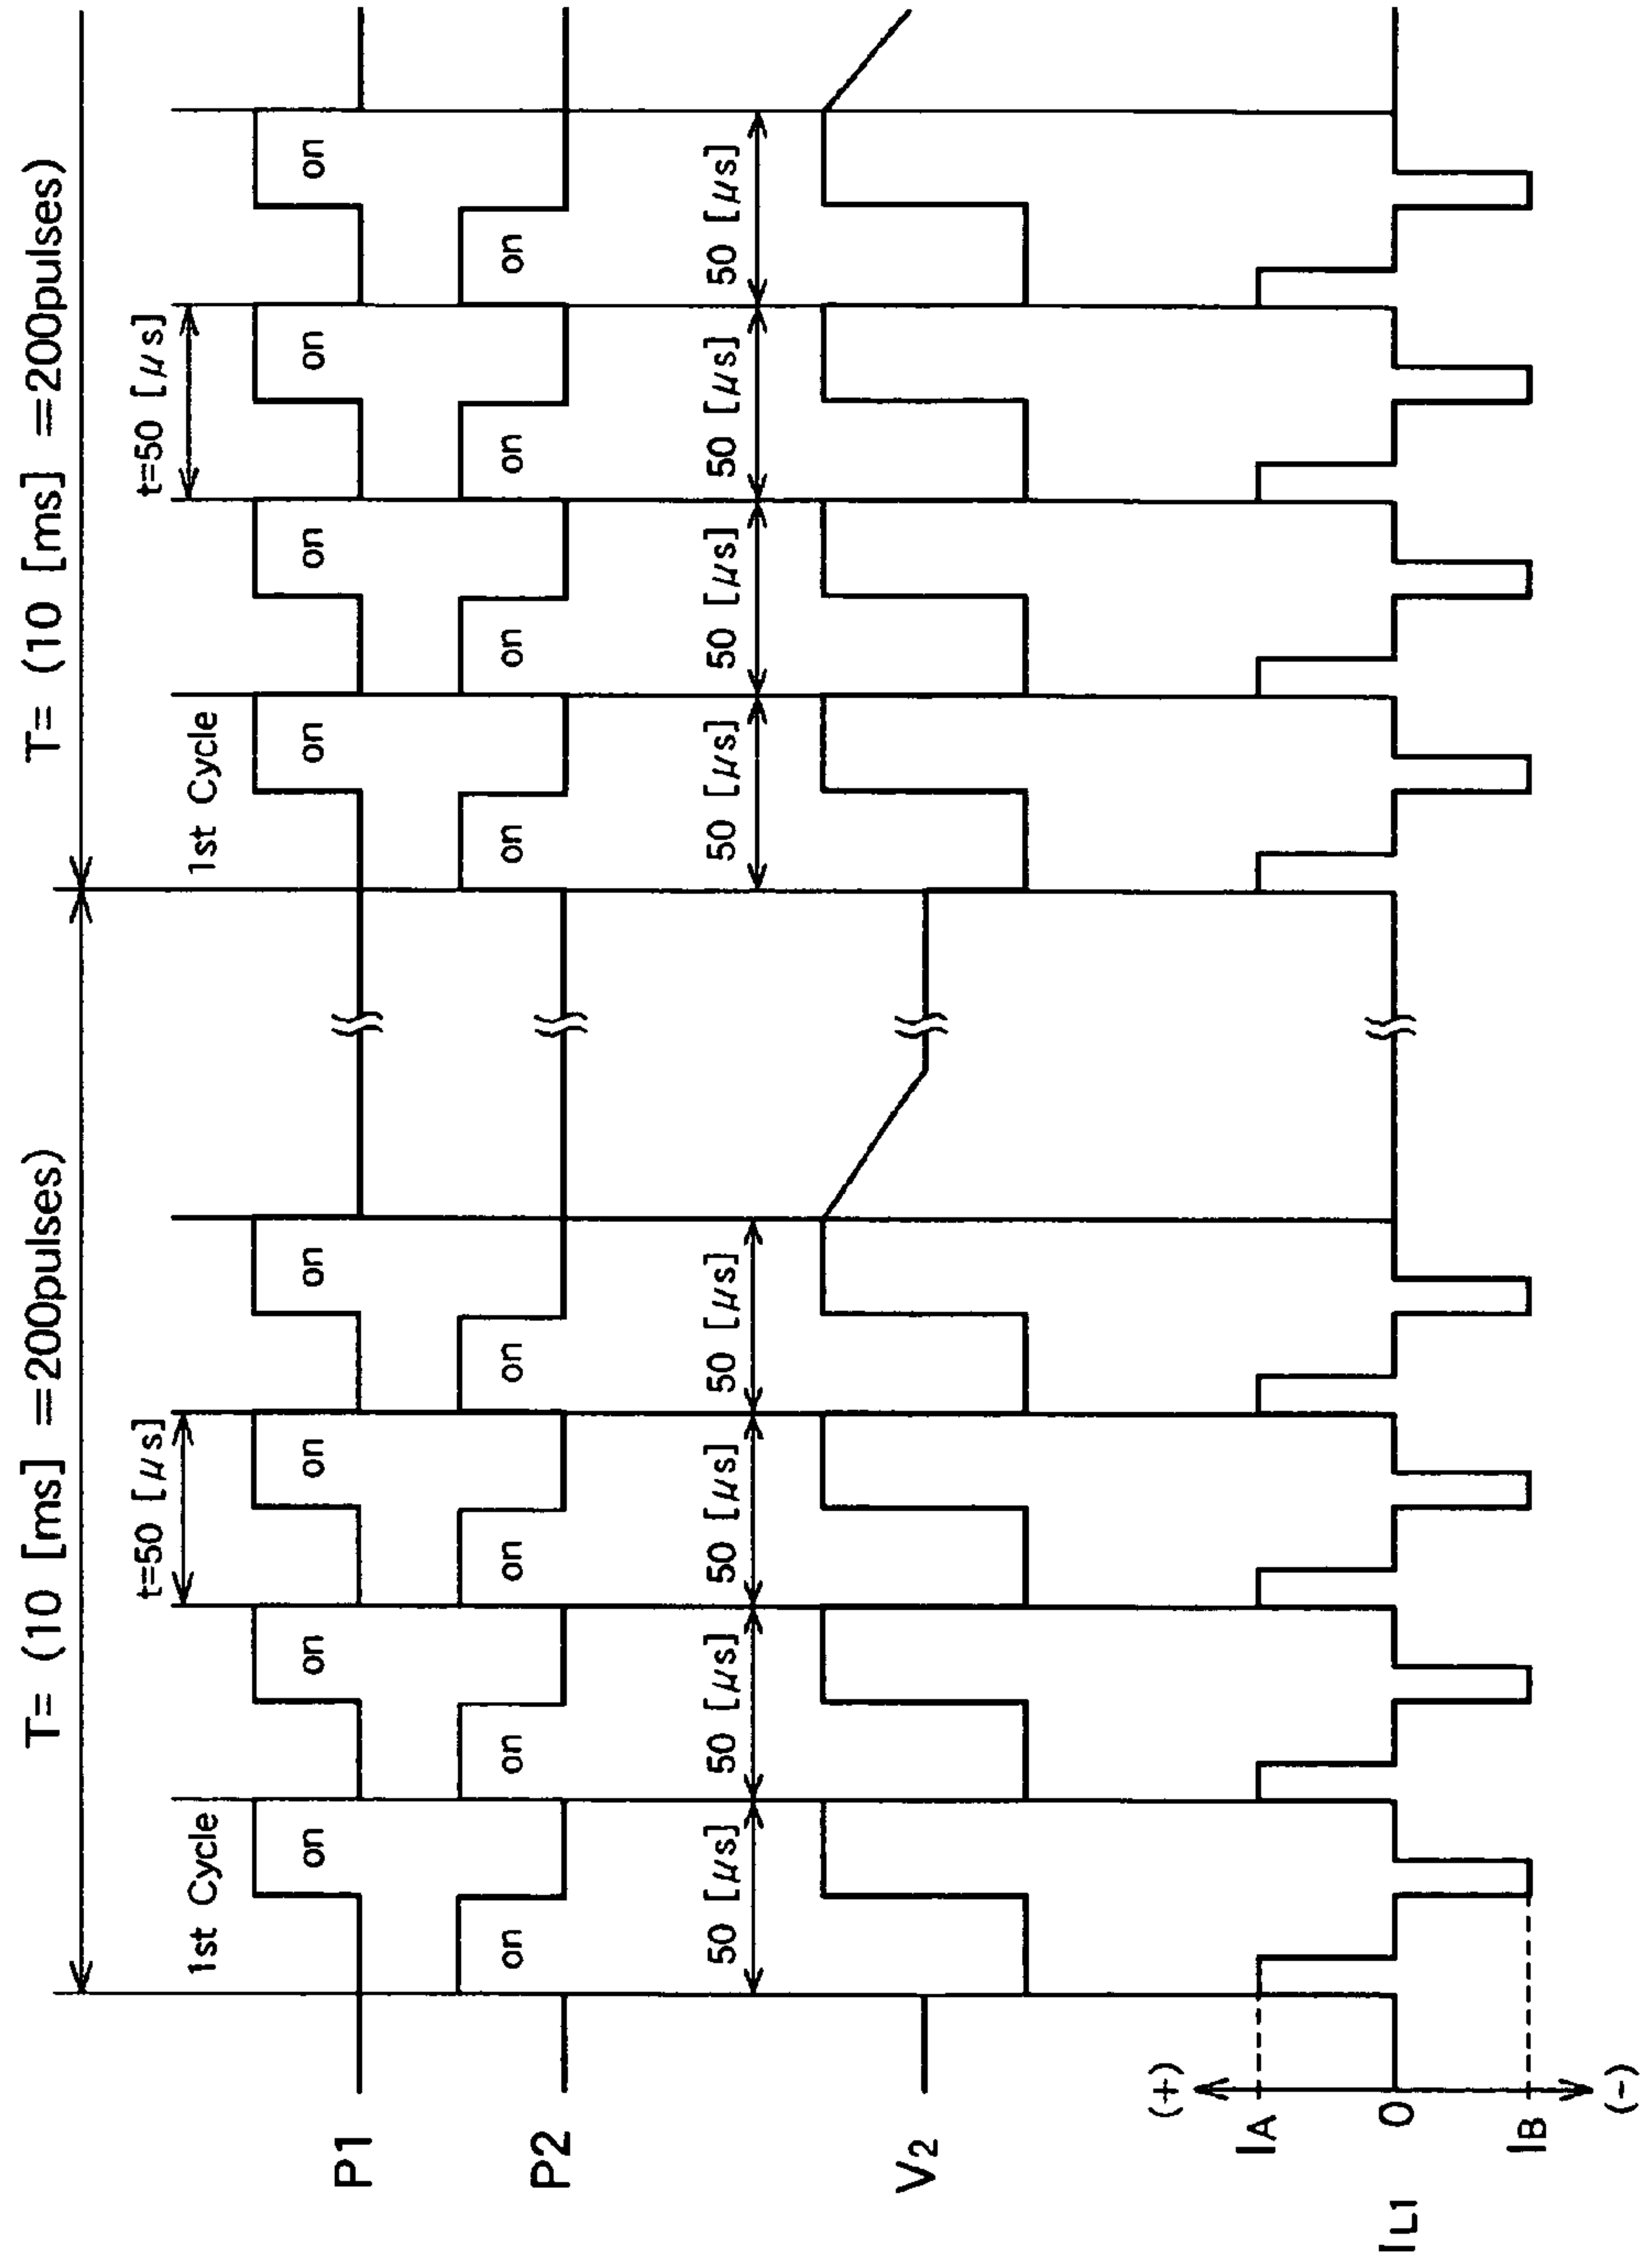 T= (10 [ms] =200pulses)
T= (10 [ms] =200pulses)
t=50 [μs]
t=50 [μs]
1st Cycle
1st Cycle
P1
on
on
on
on
on
on
on
on
P2
on
on
on
on
on
on
on
on
50 [μs]
50 [μs]
50 [μs]
50 [μs]
50 [μs]
50 [μs]
50 [μs]
50 [μs]
V2
(+)
IA
IL1
0
IB
(-)